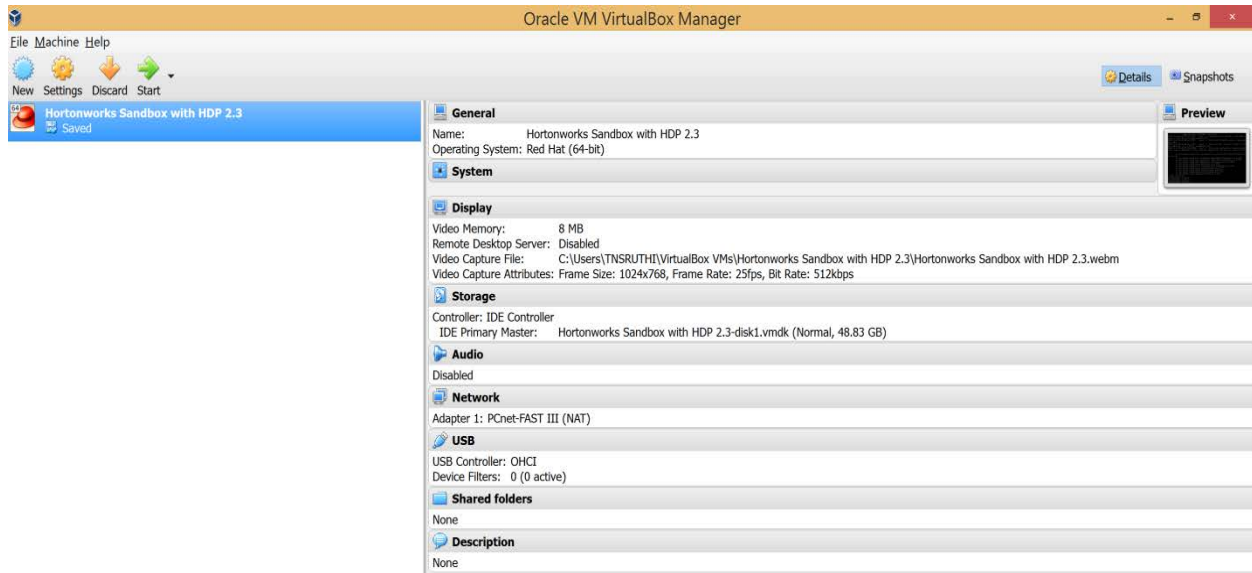 Oracle VM VirtualBox Manager
File Machine Help
New Settings Discard Start
Details Snapshots
64
Hortonworks Sandbox with HDP 2.3
Saved
General
Name: Hortonworks Sandbox with HDP 2.3
Operating System: Red Hat (64-bit)
Preview
System
Display
Video Memory: 8 MB
Remote Desktop Server: Disabled
Video Capture File: C:\Users\TNSRUTHI\VirtualBox VMs\Hortonworks Sandbox with HDP 2.3\Hortonworks Sandbox with HDP 2.3.webm
Video Capture Attributes: Frame Size: 1024x768, Frame Rate: 25fps, Bit Rate: 512kbps
Storage
Controller: IDE Controller
IDE Primary Master: Hortonworks Sandbox with HDP 2.3-disk1.vmdk (Normal, 48.83 GB)
Audio
Disabled
Network
Adapter 1: PCnet-FAST III (NAT)
USB
USB Controller: OHCI
Device Filters: 0 (0 active)
Shared folders
None
Description
None